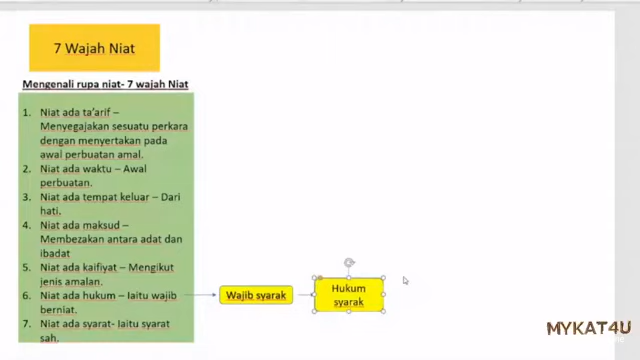 7 Wajah Niat
Mengenali rupa niat- 7 wajah Niat
1. Niat ada ta'arif –
Menyegajakan sesuatu perkara
dengan menyertakan pada
awal perbuatan amal.
2. Niat ada waktu – Awal
perbuatan.
3. Niat ada tempat keluar – Dari
hati.
4. Niat ada maksud –
Membezakan antara adat dan
ibadat
5. Niat ada kaifiyat – Mengikut
jenis amalan.
6. Niat ada hukum – Iaitu wajib
berniat.
7. Niat ada syarat- Iaitu syarat
sah.
Wajib syarak
Hukum
syarak
MYKAT4U